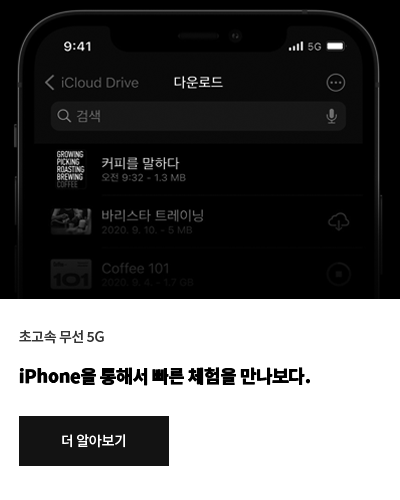 9:41
5G
iCloud Drive
다운로드
검색
GROWING
PICKING
ROASTING
BREWING
COFFEE
커피를 말하다
오전 9:32 - 1.3 MB
바리스타 트레이닝
2020. 9. 10. - 5 MB
101
Coffee 101
2020. 9. 4. - 1.7 GB
초고속 무선 5G
iPhone을 통해서 빠른 체험을 만나보다.
더 알아보기